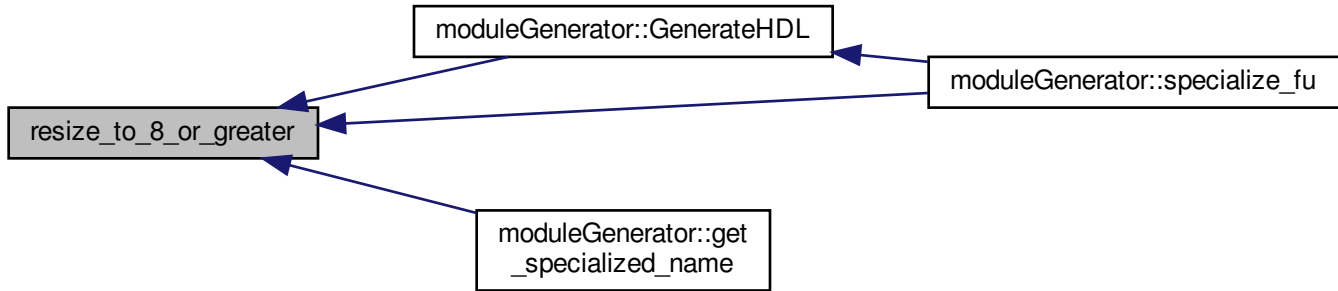 moduleGenerator::GenerateHDL
moduleGenerator::specialize_fu
resize_to_8_or_greater
moduleGenerator::get
_specialized_name